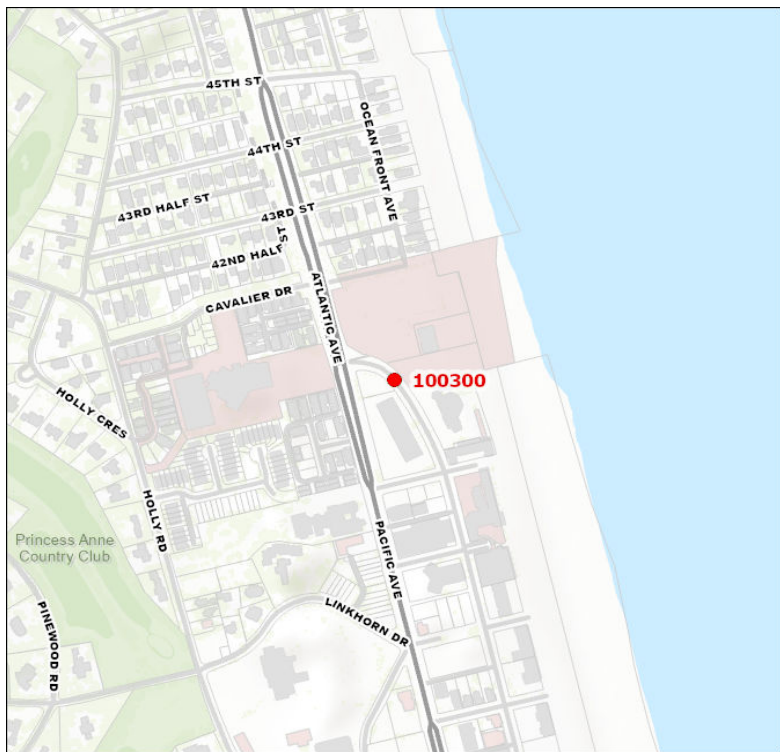 45TH ST
OCEAN FRONT AVE
44TH ST
43RD HALF ST
43RD ST
42ND HALF ST
CAVALIER DR
ATLANTIC AVE
100300
HOLLY CRES
HOLLY RD
Princess Anne
Country Club
PACIFIC AVE
PINEWOOD RD
LINKHORN DR